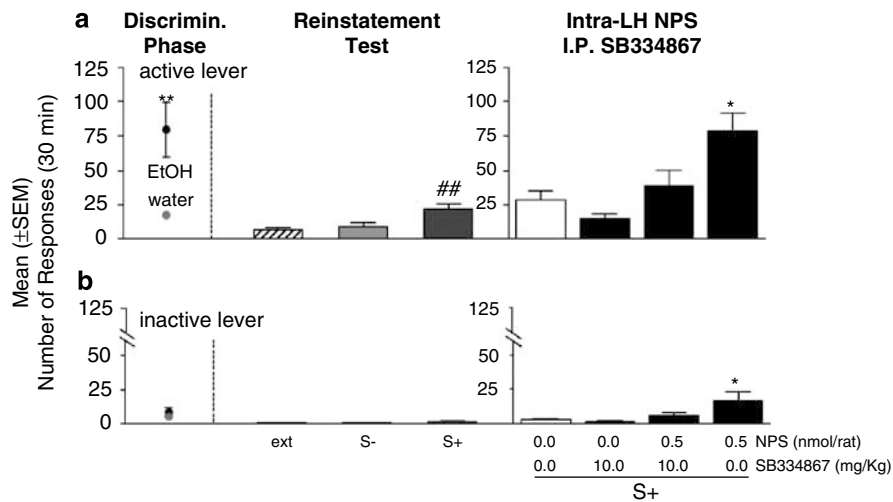 a
Discrimin.
Phase
Reinstatement
Test
Intra-LH NPS
I.P. SB334867
Mean (±SEM)
Number of Responses (30 min)
125
100
75
50
25
0
active lever
**
EtOH
water
##
125
100
75
50
25
*
b
125
50
25
0
inactive lever
125
50
25
*
ext S- S+
0.0 0.0 0.5 0.5 NPS (nmol/rat)
0.0 10.0 10.0 0.0 SB334867 (mg/Kg)
S+